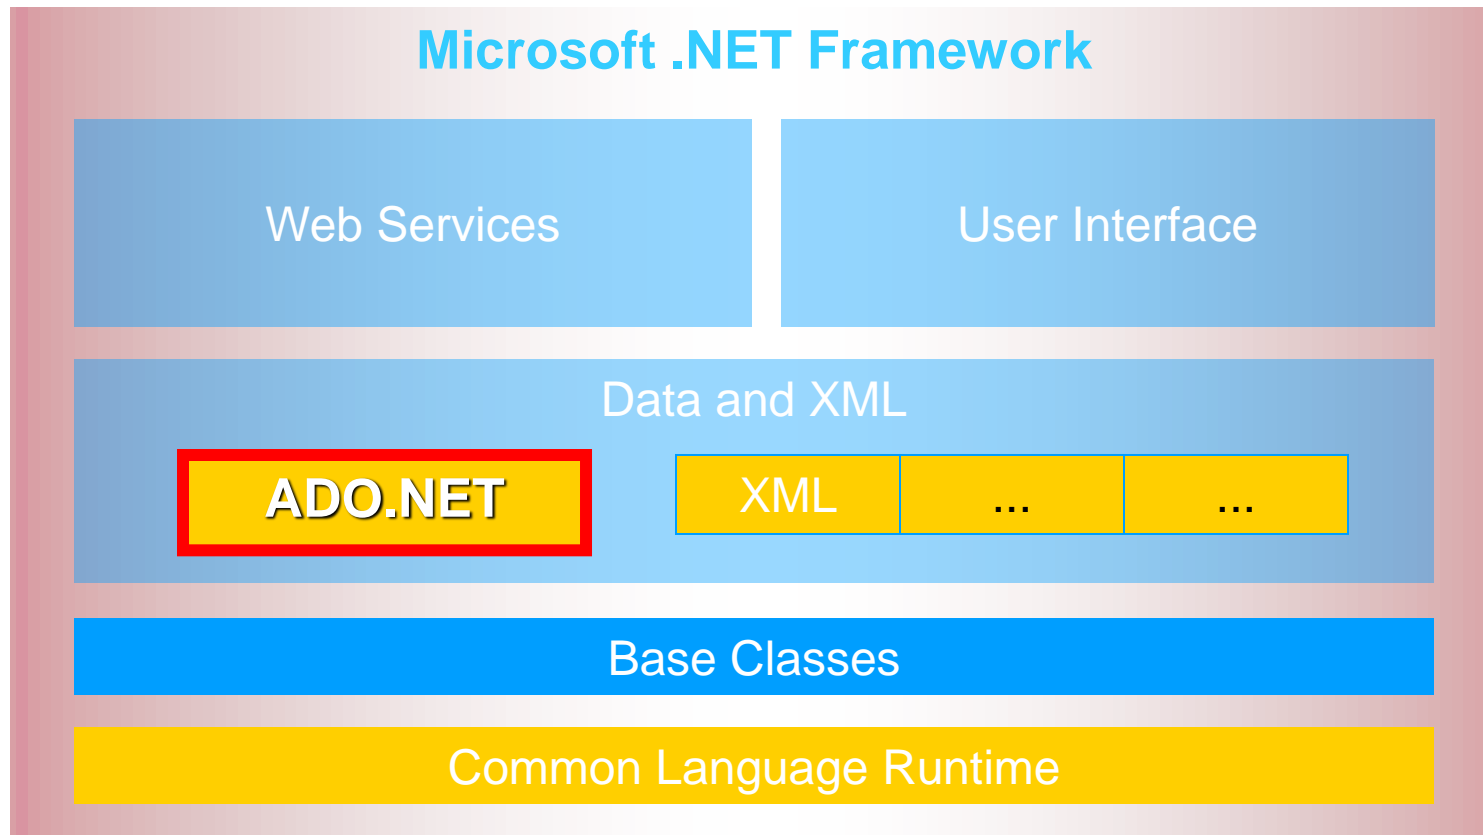 Microsoft .NET Framework
Web Services
User Interface
Data and XML
ADO.NET
XML
...
...
Base Classes
Common Language Runtime